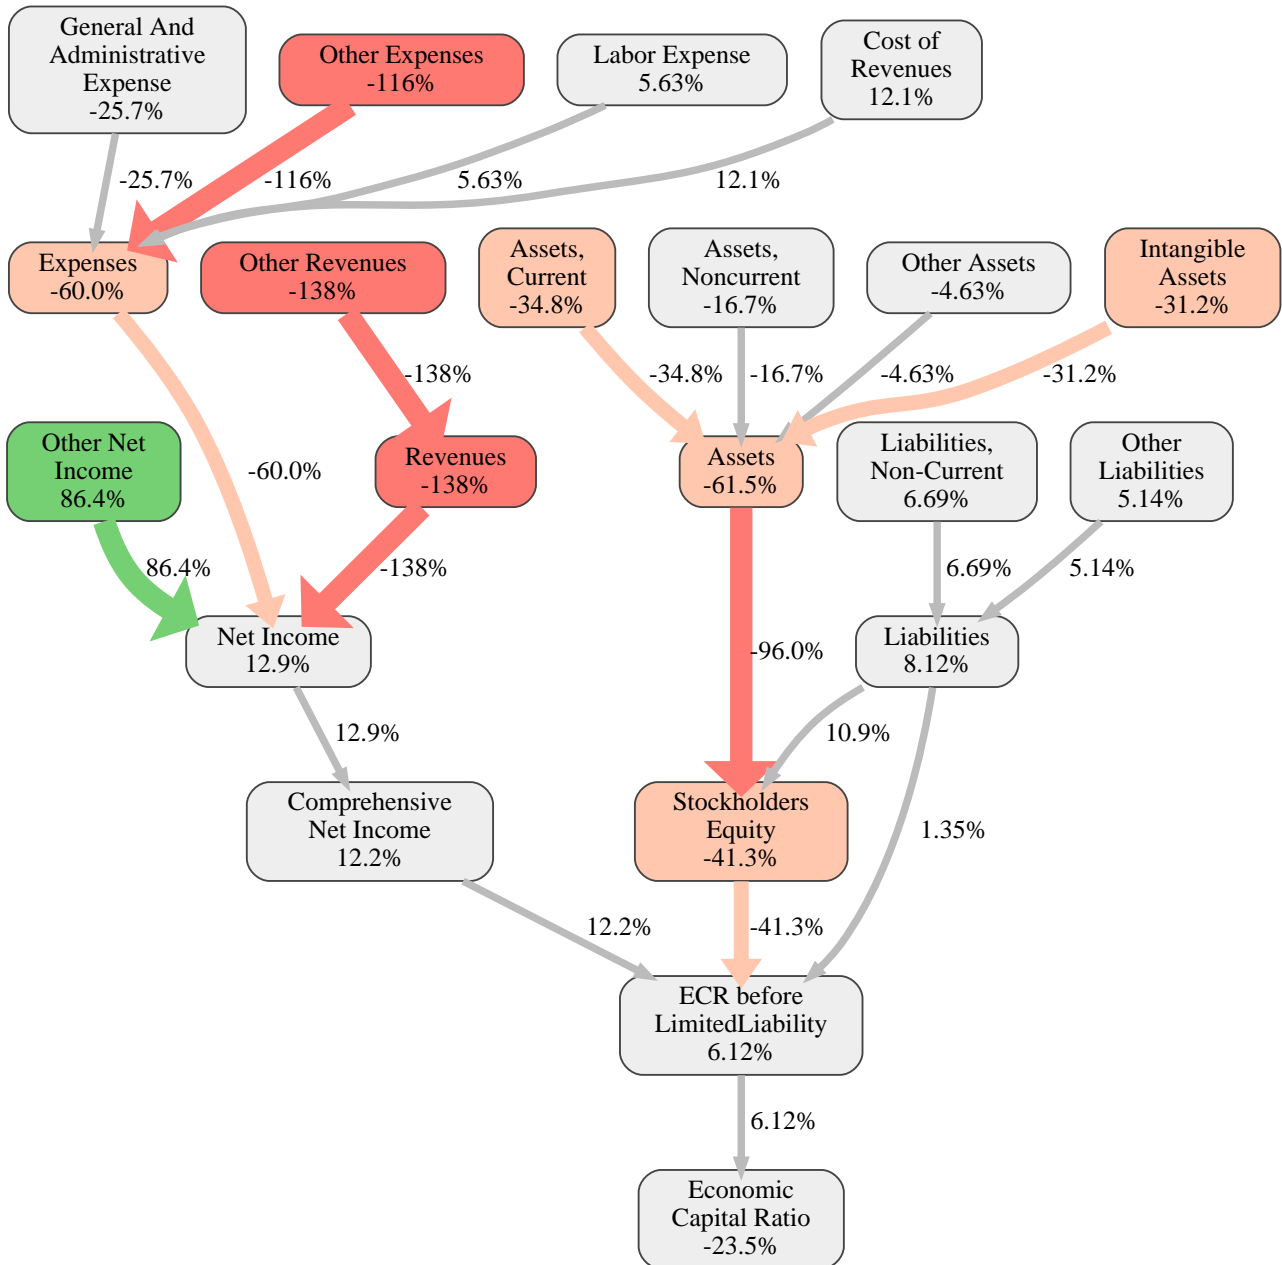 General And
Administrative
Expense
-25.7%
Other Expenses
-116%
Labor Expense
5.63%
Cost of
Revenues
12.1%
-25.7%
-116%
5.63%
12.1%
Expenses
-60.0%
Other Revenues
-138%
Assets,
Current
-34.8%
Assets,
Noncurrent
-16.7%
Other Assets
-4.63%
Intangible
Assets
-31.2%
-138%
-34.8%
-16.7%
-4.63%
-31.2%
Other Net
Income
86.4%
-60.0%
Revenues
-138%
Assets
-61.5%
Liabilities,
Non-Current
6.69%
Other
Liabilities
5.14%
86.4%
-138%
6.69%
5.14%
Net Income
12.9%
-96.0%
Liabilities
8.12%
12.9%
10.9%
Comprehensive
Net Income
12.2%
Stockholders
Equity
-41.3%
1.35%
12.2%
-41.3%
ECR before
LimitedLiability
6.12%
6.12%
Economic
Capital Ratio
-23.5%